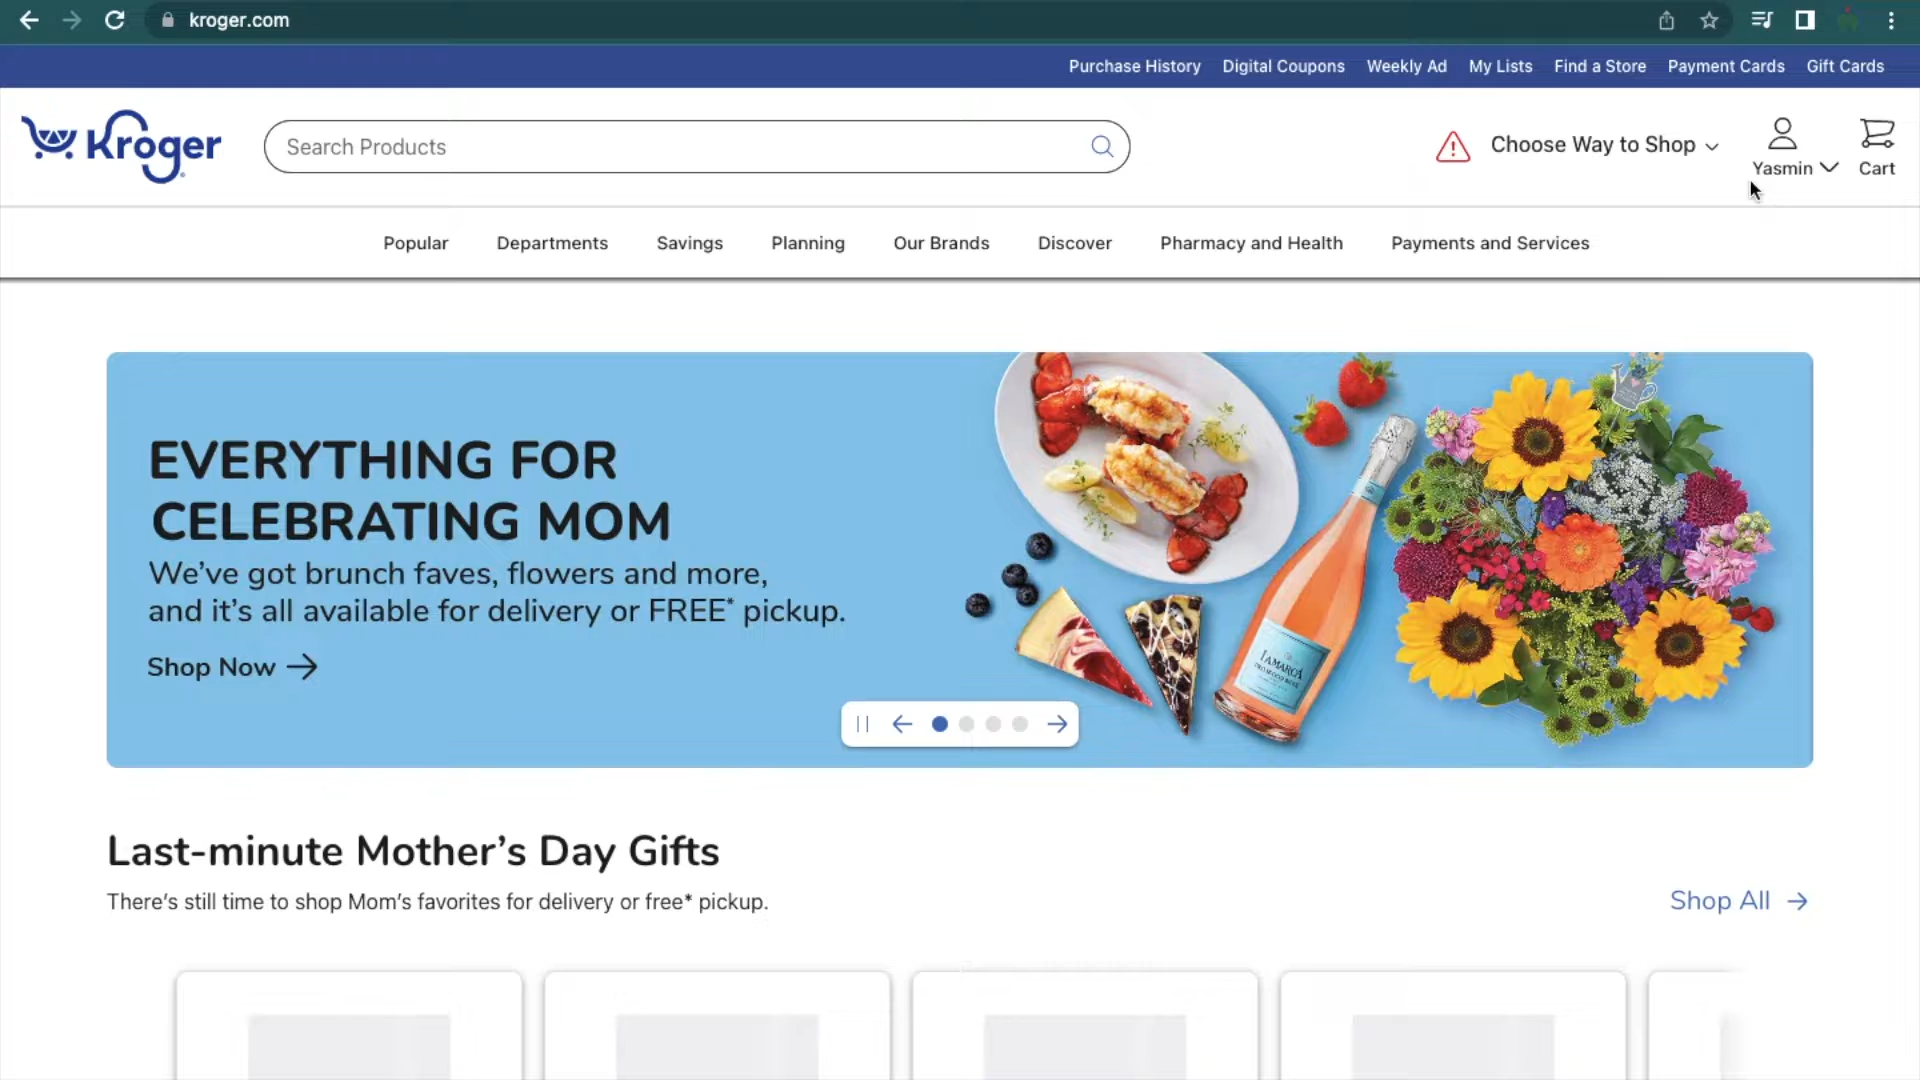 kroger.com
Purchase History Digital Coupons Weekly Ad My Lists Find a Store Payment Cards Gift Cards
Kroger
Search Products
Choose Way to Shop
Yasmin
Cart
Popular Departments Savings Planning Our Brands Discover Pharmacy and Health Payments and Services
EVERYTHING FOR
CELEBRATING MOM
We've got brunch faves, flowers and more,
and it's all available for delivery or FREE* pickup.
Shop Now
LAMARCA
PROSECCO ROSÉ
Last-minute Mother's Day Gifts
There's still time to shop Mom's favorites for delivery or free* pickup.
Shop All